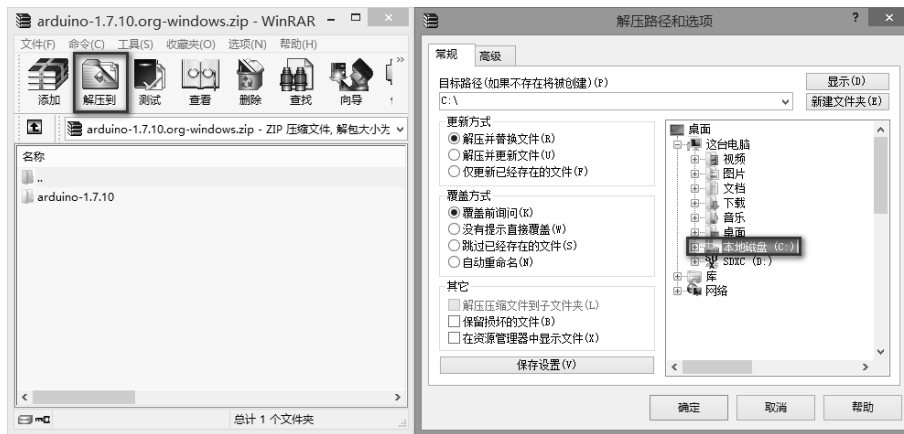 arduino-1.7.10.org-windows.zip - WinRAR
文件(F) 命令(C) 工具(S) 收藏夹(O) 选项(N) 帮助(H)
添加 解压到 测试 查看 删除 查找 向导
arduino-1.7.10.org-windows.zip - ZIP 压缩文件, 解包大小为
名称
..
arduino-1.7.10
总计 1 个文件夹
解压路径和选项
常规 高级
目标路径(如果不存在将被创建)(P)
显示(D)
C:\
新建文件夹(E)
更新方式
解压并替换文件(R)
解压并更新文件(U)
仅更新已经存在的文件(F)
覆盖方式
覆盖前询问(K)
没有提示直接覆盖(W)
跳过已经存在的文件(S)
自动重命名(N)
其它
解压压缩文件到子文件夹(L)
保留损坏的文件(B)
在资源管理器中显示文件(X)
保存设置(V)
桌面
这台电脑
视频
图片
文档
下载
音乐
桌面
本地磁盘 (C:)
SDXC (D:)
库
网络
确定 取消 帮助